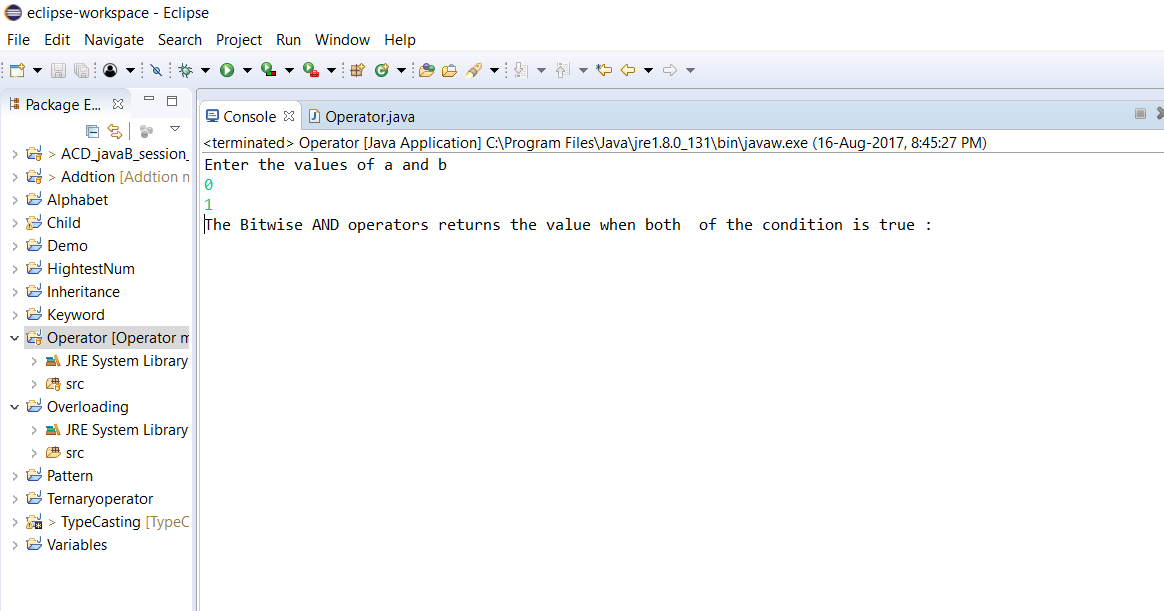 eclipse-workspace - Eclipse
File Edit Navigate Search Project Run Window Help
Package E...
> ACD_javaB_session_
> Addtion [Addtion n
Alphabet
Child
Demo
HightestNum
Inheritance
Keyword
Operator [Operator m
JRE System Library
src
Overloading
JRE System Library
src
Pattern
Ternaryoperator
> TypeCasting [TypeC
Variables
Console Operator.java
<terminated> Operator [Java Application] C:\Program Files\Java\jre1.8.0_131\bin\javaw.exe (16-Aug-2017, 8:45:27 PM)
Enter the values of a and b
0
1
The Bitwise AND operators returns the value when both  of the condition is true :